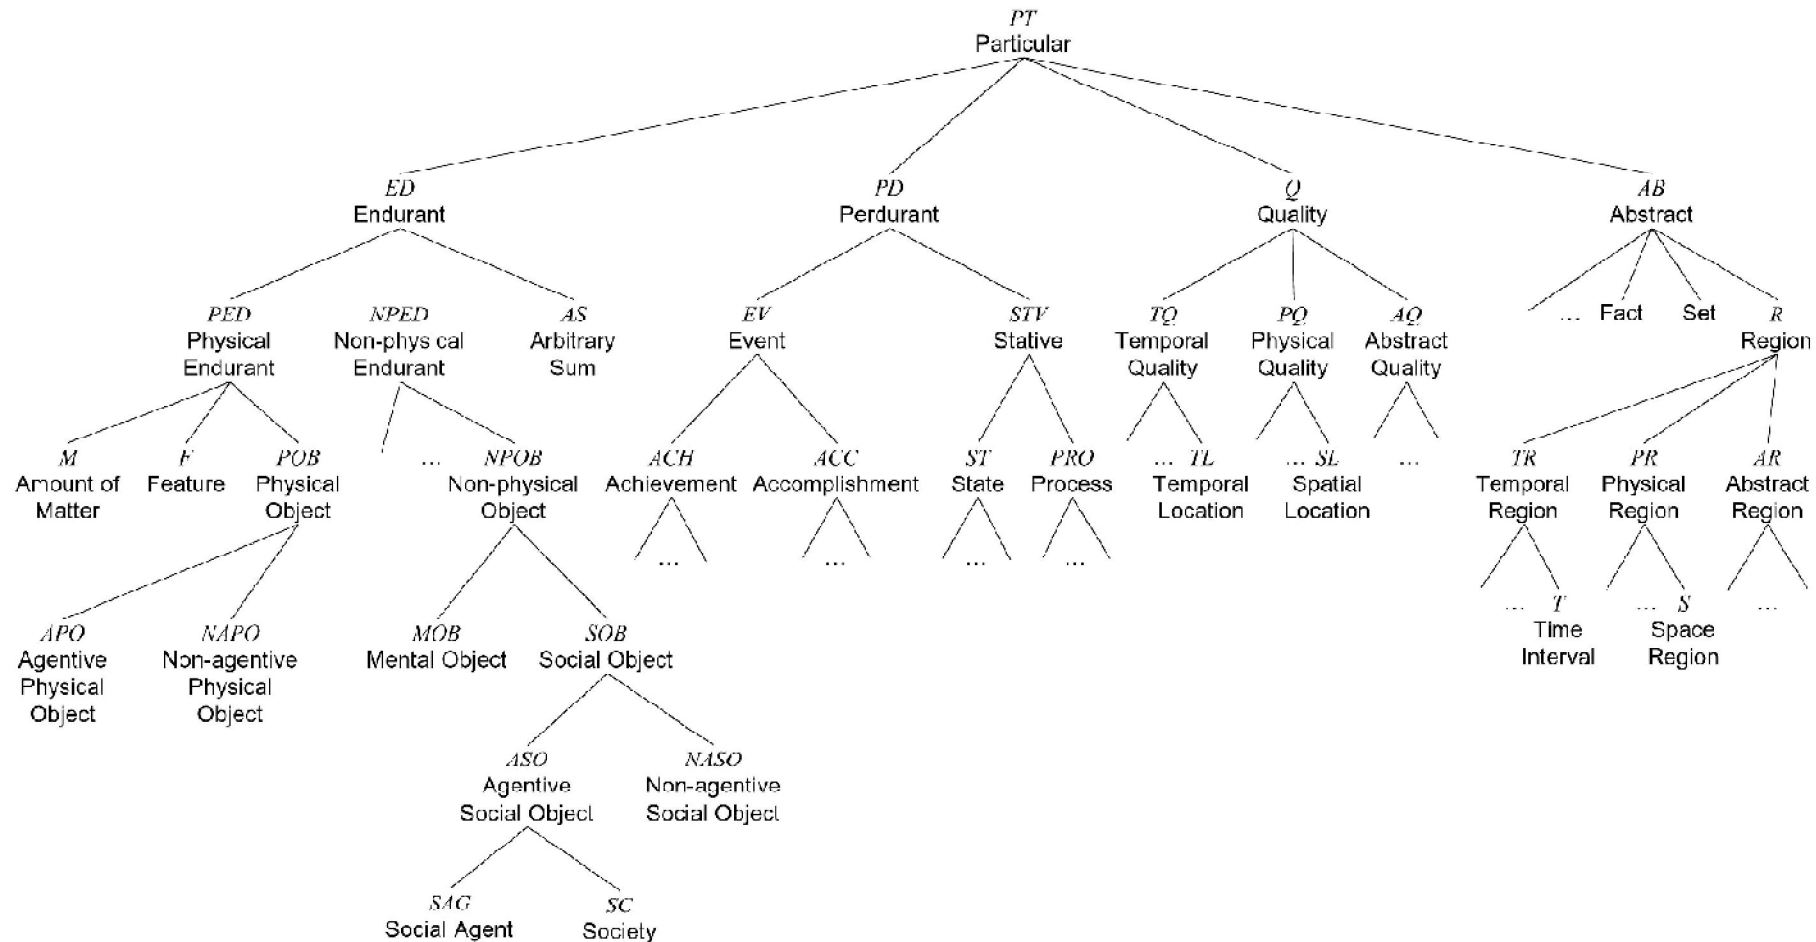 PT
Particular
ED PD Q AB
Endurant Perdurant Quality Abstract
PED NPED AS EV STV TQ PQ AQ ... Fact Set R
Physical Non-phys cal Arbitrary Event Stative Temporal Physical Abstract Region
Endurant Endurant Sum Quality Quality Quality
M F POB ... NPOB ACH ACC ST PRO ... TL ... SL ... TR PR AR
Amount of Feature Physical Non-physical Achievement Accomplishment State Process Temporal Spatial Temporal Physical Abstract
Matter Object Object Location Location Region Region Region
... ... ... ...
... T ... S ...
APO NAPO MOB SOB Time Space
Agentive Non-agentive Mental Object Social Object Interval Region
Physical Physical
Object Object
ASO NASO
Agentive Non-agentive
Social Object Social Object
SAG SC
Social Agent Society